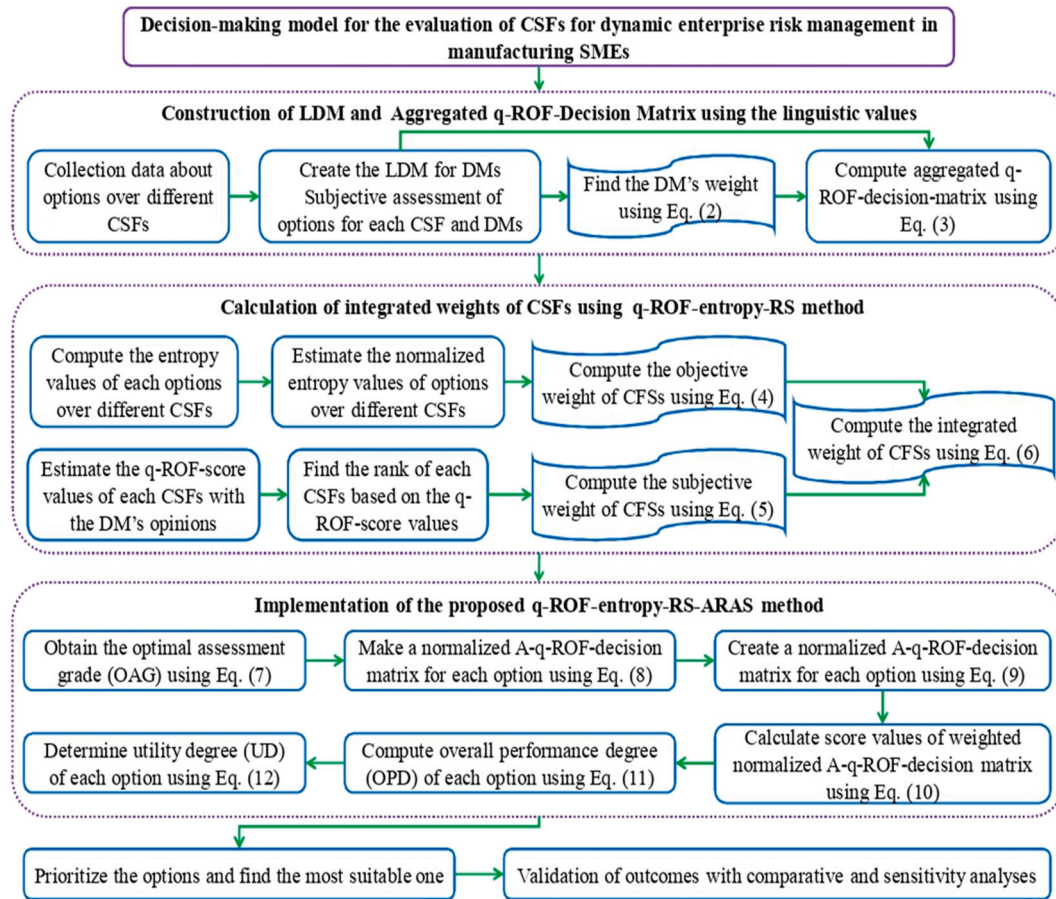 Decision-making model for the evaluation of CSFs for dynamic enterprise risk management in
manufacturing SMEs
Construction of LDM and Aggregated q-ROF-Decision Matrix using the linguistic values
Collection data about
options over different
CSFs
Create the LDM for DMs
Subjective assessment of
options for each CSF and DMs
Find the DM's weight
using Eq. (2)
Compute aggregated q-
ROF-decision-matrix using
Eq. (3)
Calculation of integrated weights of CSFs using q-ROF-entropy-RS method
Compute the entropy
values of each options
over different CSFs
Estimate the normalized
entropy values of options
over different CSFs
Compute the objective
weight of CFSs using Eq. (4)
Compute the integrated
weight of CFSs using Eq. (6)
Estimate the q-ROF-score
values of each CSFs with
the DM's opinions
Find the rank of each
CSFs based on the q-
ROF-score values
Compute the subjective
weight of CFSs using Eq. (5)
Implementation of the proposed q-ROF-entropy-RS-ARAS method
Obtain the optimal assessment
grade (OAG) using Eq. (7)
Make a normalized A-q-ROF-decision
matrix for each option using Eq. (8)
Create a normalized A-q-ROF-decision
matrix for each option using Eq. (9)
Calculate score values of weighted
normalized A-q-ROF-decision matrix
using Eq. (10)
Compute overall performance degree
(OPD) of each option using Eq. (11)
Determine utility degree (UD)
of each option using Eq. (12)
Prioritize the options and find the most suitable one
Validation of outcomes with comparative and sensitivity analyses